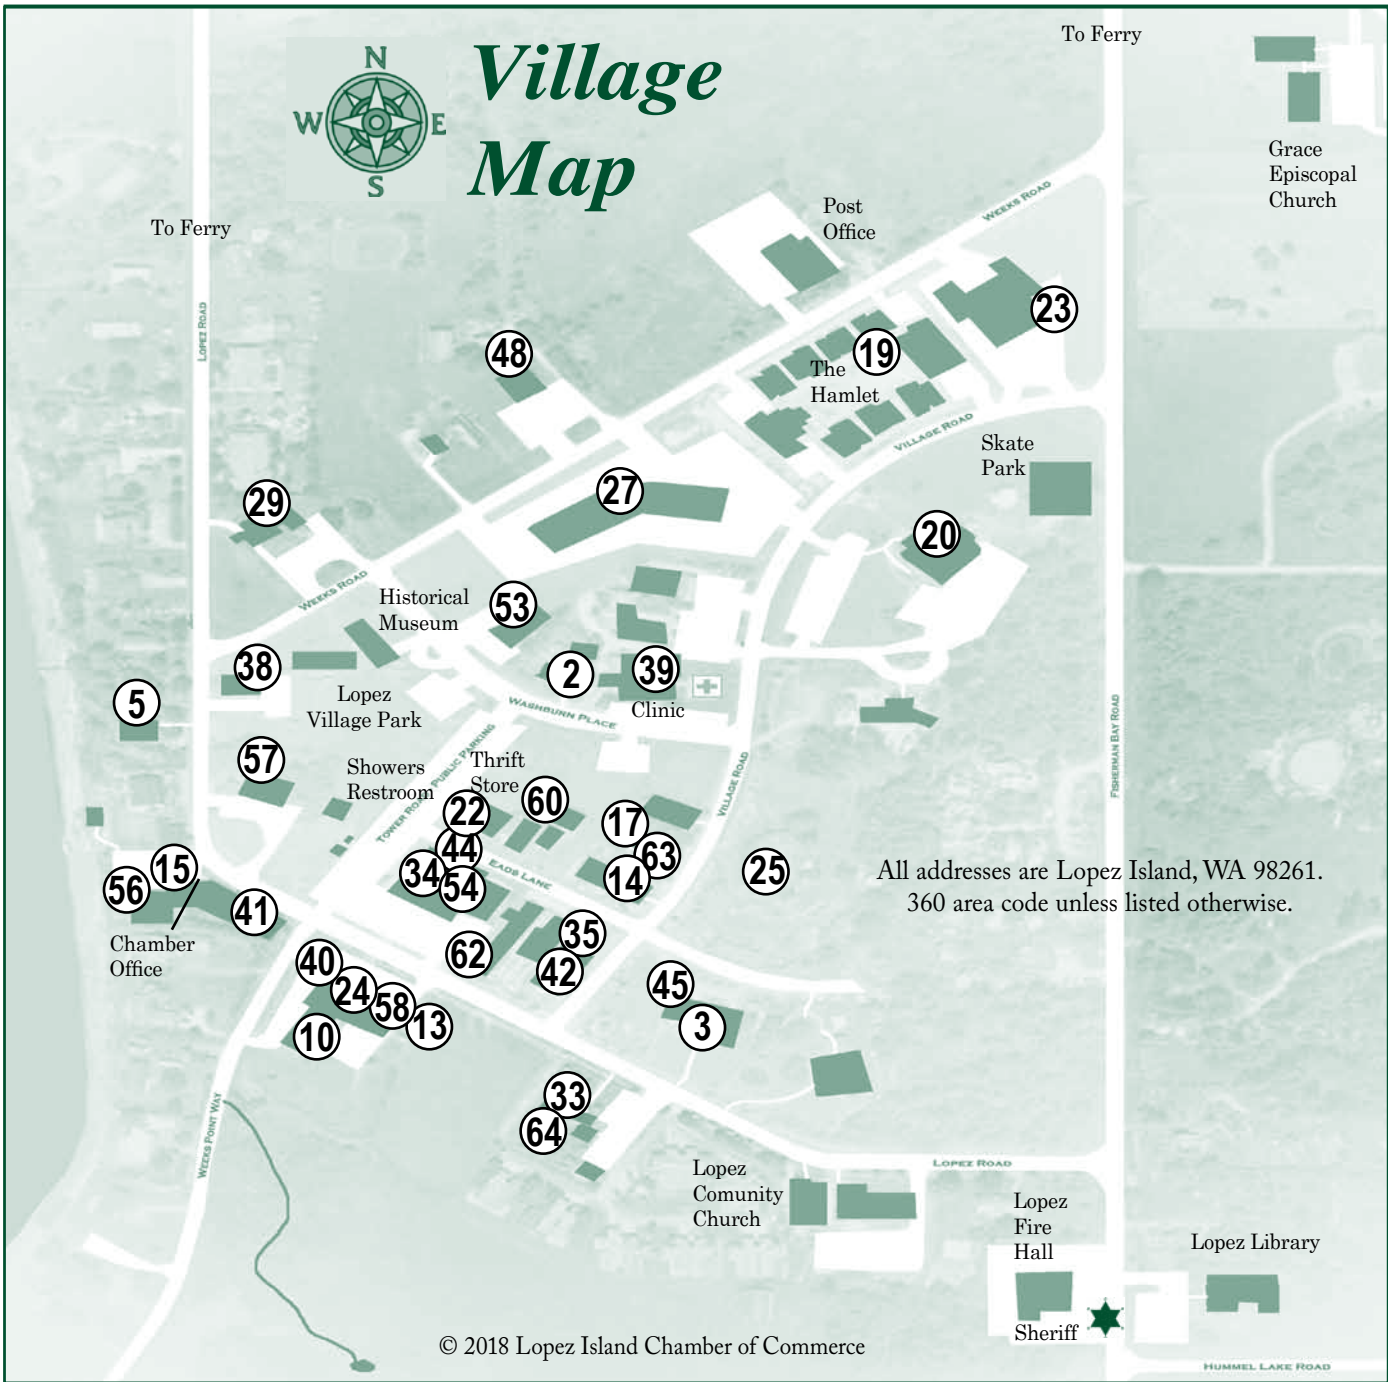 Village
Map
N
W
E
S
To Ferry
To Ferry
Grace
Episcopal
Church
Post
Office
WEEKS ROAD
LOPEZ ROAD
23
19
The
Hamlet
48
VILLAGE ROAD
Skate
Park
27
29
20
WEEKS ROAD
Historical
Museum
53
38
2
39
Clinic
Lopez
Village Park
5
WASHBURN PLACE
FISHERMAN BAY ROAD
57
Showers
Restroom
TOWER ROAD PUBLIC PARKING
Thrift
Store
VILLAGE ROAD
22
60
17
44
63
34
54
EADS LANE
14
25
All addresses are Lopez Island, WA 98261.
360 area code unless listed otherwise.
15
56
41
Chamber
Office
62
35
42
40
24
58
13
10
45
3
33
64
WEEKS POINT WAY
Lopez
Comunity
Church
LOPEZ ROAD
Lopez
Fire
Hall
Lopez Library
Sheriff
© 2018 Lopez Island Chamber of Commerce
HUMMEL LAKE ROAD